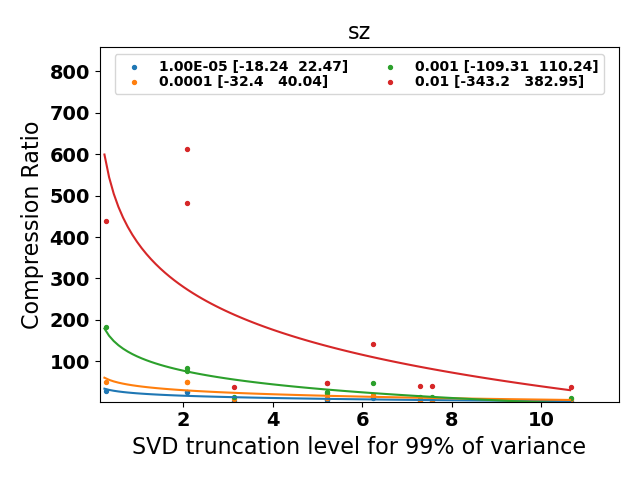 sz
1.00E-05 [-18.24 22.47]
0.0001 [-32.4 40.04]
0.001 [-109.31 110.24]
0.01 [-343.2 382.95]
800
700
600
500
400
300
200
100
Compression Ratio
2 4 6 8 10
SVD truncation level for 99% of variance